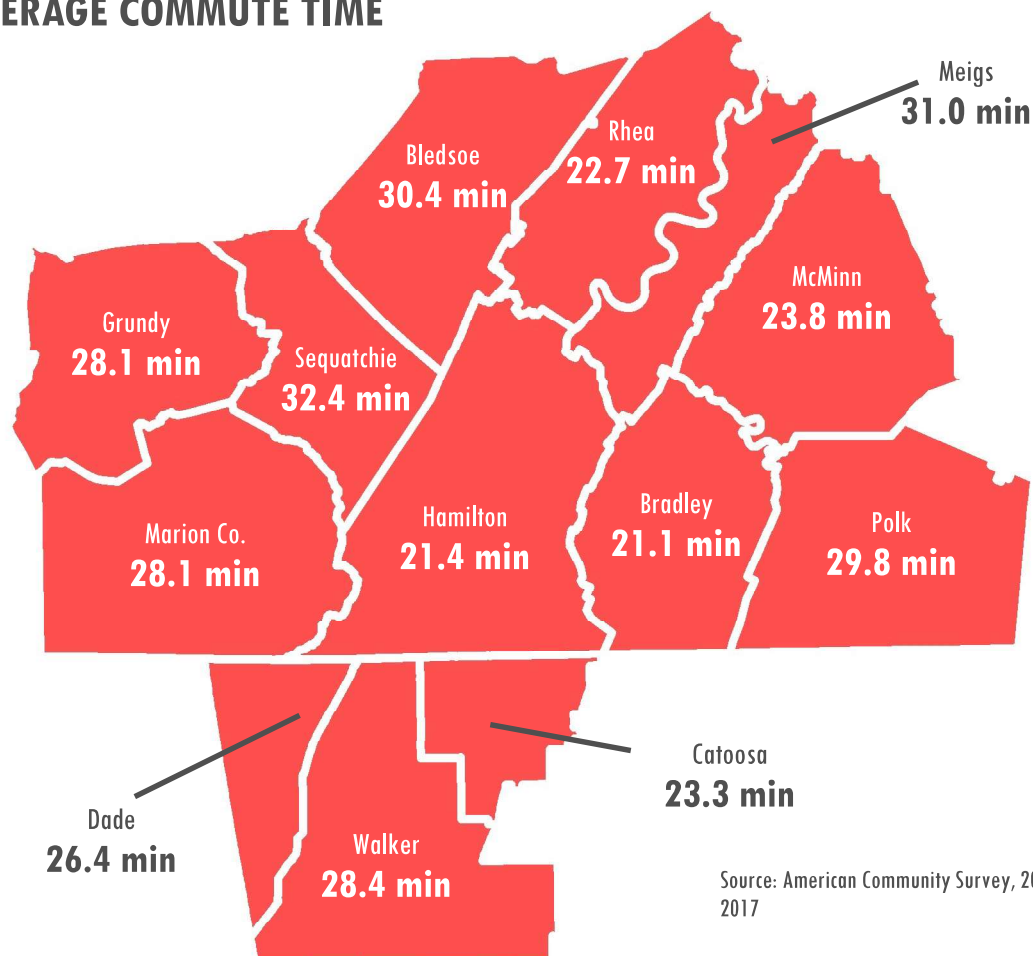 ERAGE COMMUTE TIME
Meigs
31.0 min
Rhea
22.7 min
Bledsoe
30.4 min
McMinn
23.8 min
Grundy
28.1 min
Sequatchie
32.4 min
Hamilton
21.4 min
Bradley
21.1 min
Polk
29.8 min
Marion Co.
28.1 min
Catoosa
23.3 min
Dade
26.4 min
Walker
28.4 min
Source: American Community Survey,
2017